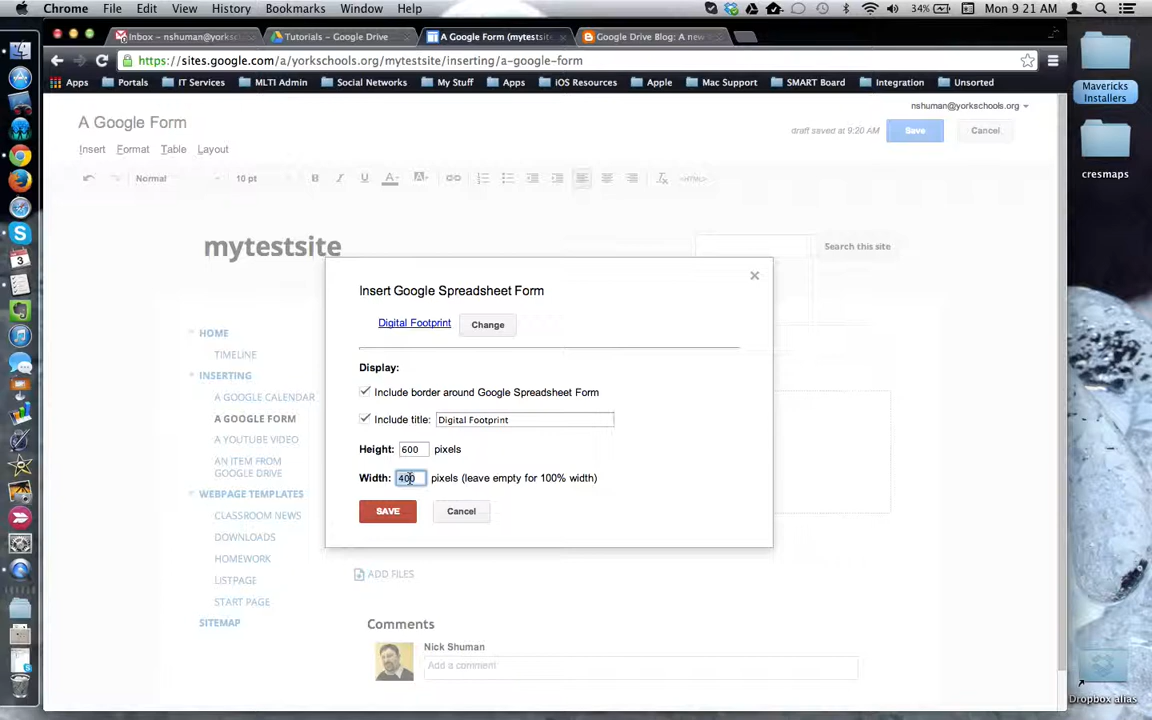 Chrome File Edit View History Bookmarks Window Help 34% Mon 9:21 AM
Inbox – nshuman@yorksc Tutorials – Google Drive A Google Form (mytestsite Google Drive Blog: A new
https://sites.google.com/a/yorkschools.org/mytestsite/inserting/a-google-form
Apps Portals IT Services MLTI Admin Social Networks My Stuff Apps iOS Resources Apple Mac Support SMART Board Integration Unsorted
Mavericks
Installers
nshuman@yorkschools.org
A Google Form
draft saved at 9:20 AM Save Cancel
Insert Format Table Layout
cresmaps
Normal 10 pt B I U A A <HTML>
mytestsite
Search this site
Insert Google Spreadsheet Form
Digital Footprint Change
HOME
TIMELINE
Display:
INSERTING
Include border around Google Spreadsheet Form
A GOOGLE CALENDAR
A GOOGLE FORM
Include title: Digital Footprint
A YOUTUBE VIDEO
Height: 600 pixels
AN ITEM FROM
GOOGLE DRIVE
Width: 400 pixels (leave empty for 100% width)
WEBPAGE TEMPLATES
CLASSROOM NEWS
SAVE Cancel
DOWNLOADS
HOMEWORK
ADD FILES
LISTPAGE
START PAGE
SITEMAP
Comments
Nick Shuman
Add a comment
Dropbox alias